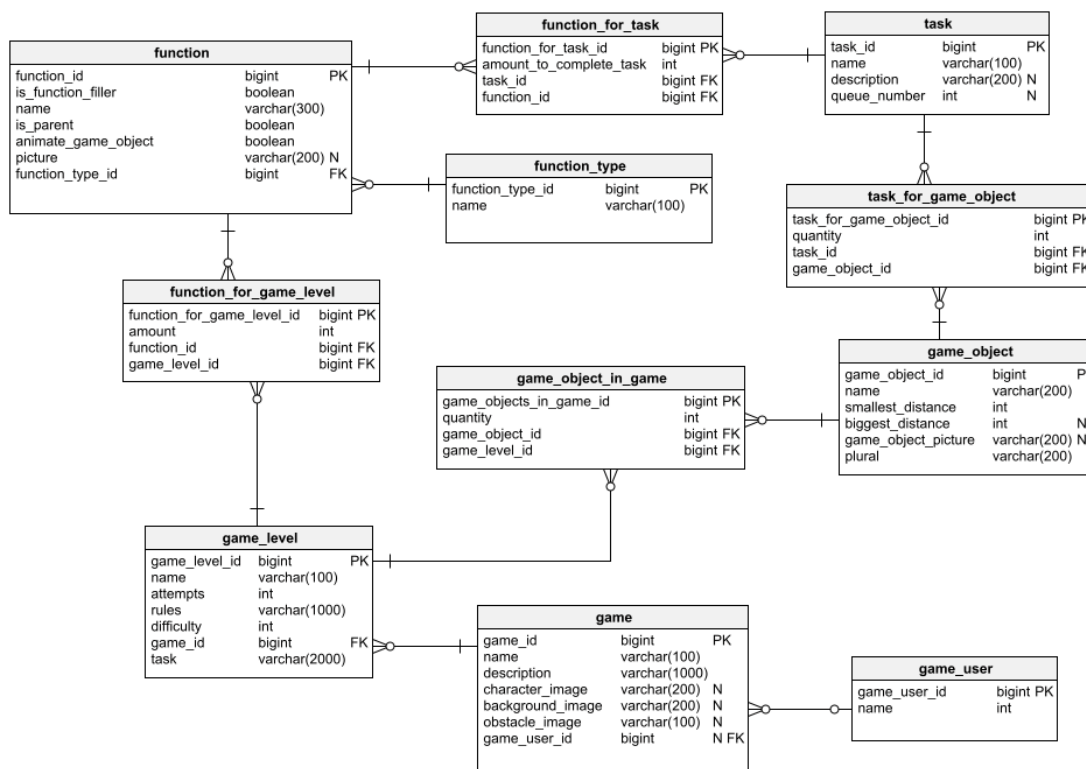 function
function_id bigint PK
is_function_filler boolean
name varchar(300)
is_parent boolean
animate_game_object boolean
picture varchar(200) N
function_type_id bigint FK
function_for_task
function_for_task_id bigint PK
amount_to_complete_task int
task_id bigint FK
function_id bigint FK
task
task_id bigint PK
name varchar(100)
description varchar(200) N
queue_number int N
function_type
function_type_id bigint PK
name varchar(100)
task_for_game_object
task_for_game_object_id bigint PK
quantity int
task_id bigint FK
game_object_id bigint FK
function_for_game_level
function_for_game_level_id bigint PK
amount int
function_id bigint FK
game_level_id bigint FK
game_object_in_game
game_objects_in_game_id bigint PK
quantity int
game_object_id bigint FK
game_level_id bigint FK
game_object
game_object_id bigint P
name varchar(200)
smallest_distance int
biggest_distance int N
game_object_picture varchar(200) N
plural varchar(200)
game_level
game_level_id bigint PK
name varchar(100)
attempts int
rules varchar(1000)
difficulty int
game_id bigint FK
task varchar(2000)
game
game_id bigint PK
name varchar(100)
description varchar(1000)
character_image varchar(200) N
background_image varchar(200) N
obstacle_image varchar(100) N
game_user_id bigint N FK
game_user
game_user_id bigint PK
name int